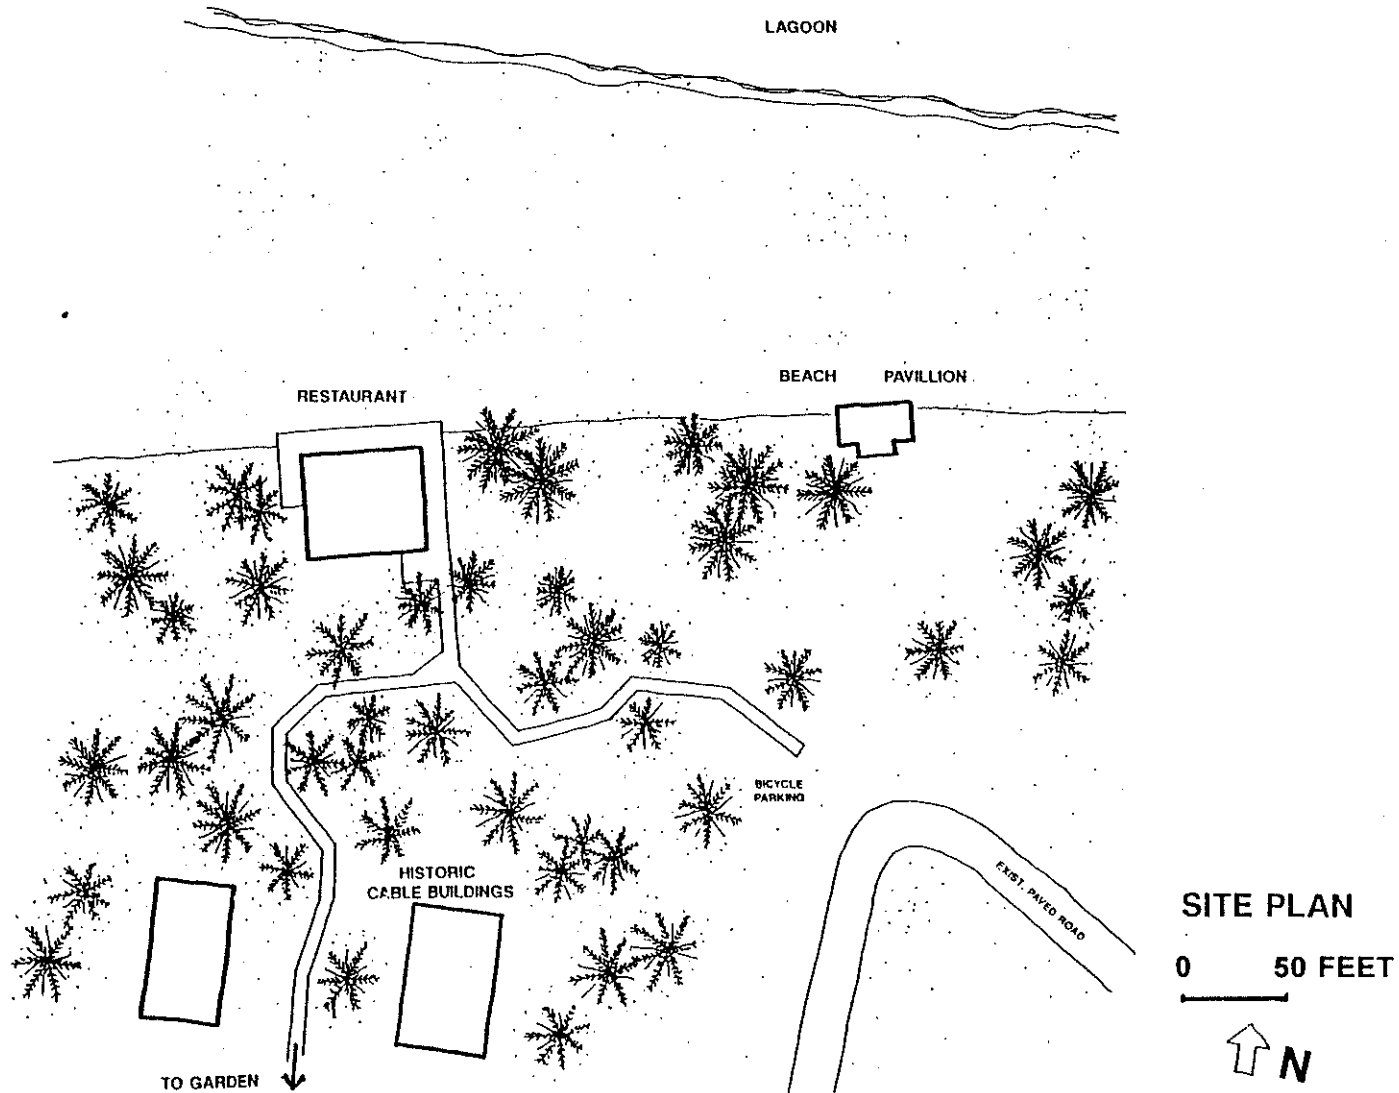 LAGOON
BEACH PAVILLION
RESTAURANT
BICYCLE
PARKING
HISTORIC
CABLE BUILDINGS
EXIST. PAVED ROAD
SITE PLAN
0 50 FEET
N
TO GARDEN